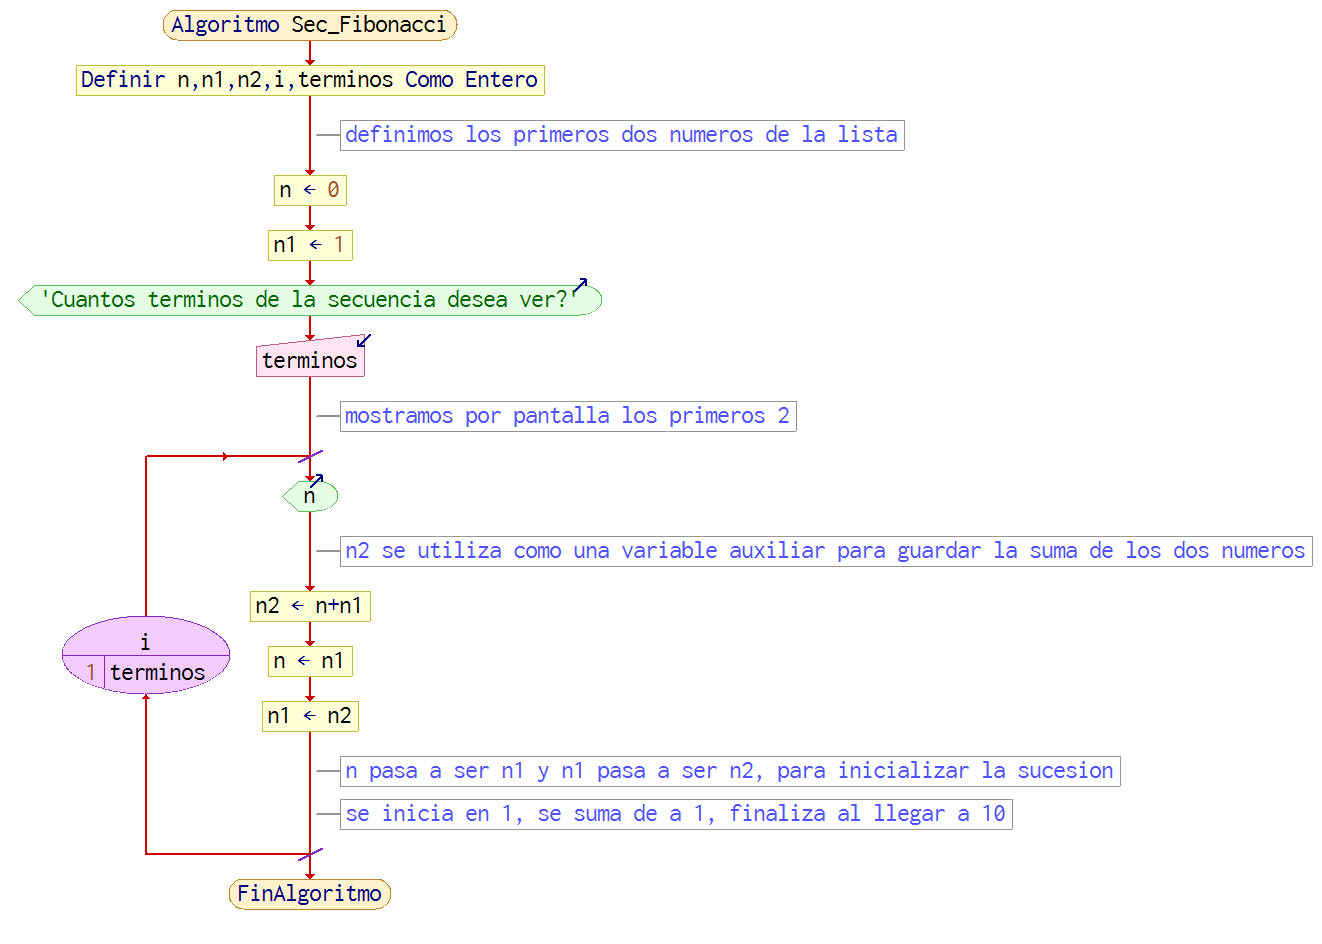 Algoritmo Sec_Fibonacci
Definir n,n1,n2,i,terminos Como Entero
definimos los primeros dos numeros de la lista
n ← 0
n1 ← 1
'Cuantos terminos de la secuencia desea ver?'
terminos
mostramos por pantalla los primeros 2
n
n2 se utiliza como una variable auxiliar para guardar la suma de los dos numeros
n2 ← n+n1
i
1 terminos
n ← n1
n1 ← n2
n pasa a ser n1 y n1 pasa a ser n2, para inicializar la sucesion
se inicia en 1, se suma de a 1, finaliza al llegar a 10
FinAlgoritmo